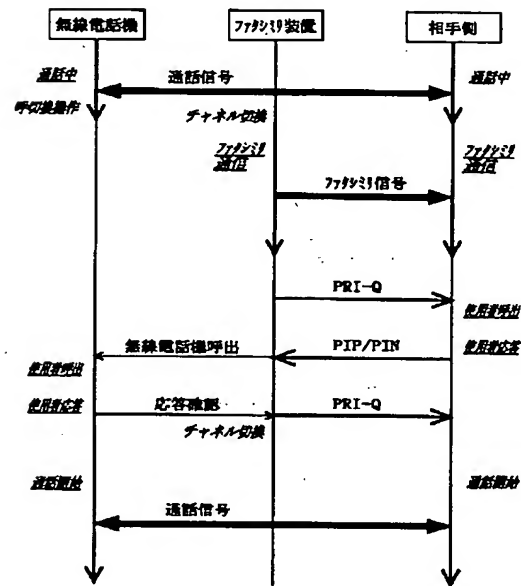 無線電話機 ファクシミリ装置 相手側
通話中 通話信号 通話中
呼切換操作 チャネル切換
ファクシミリ通信 ファクシミリ通信
ファクシミリ信号
PRI-Q
使用者呼出
無線電話機呼出 PIP/PIN 使用者応答
使用者呼出
使用者応答 応答確認 PRI-Q
チャネル切換
通話開始 通話開始
通話信号